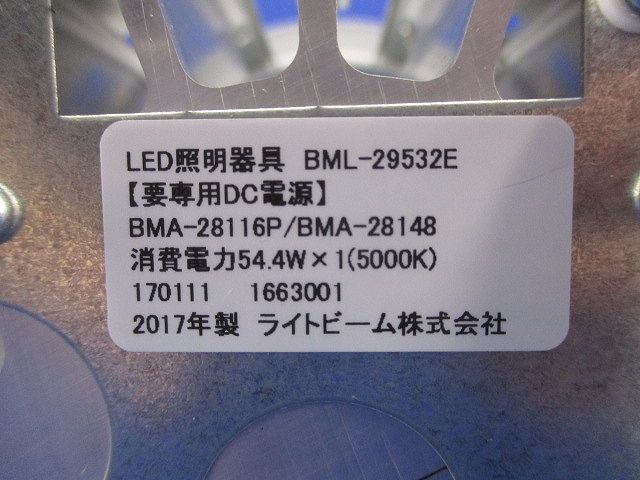 LED照明器具 BML-29532E
【要専用DC電源】
BMA-28116P/BMA-28148
消費電力54.4W×1(5000K)
170111 1663001
2017年製 ライトビーム株式会社